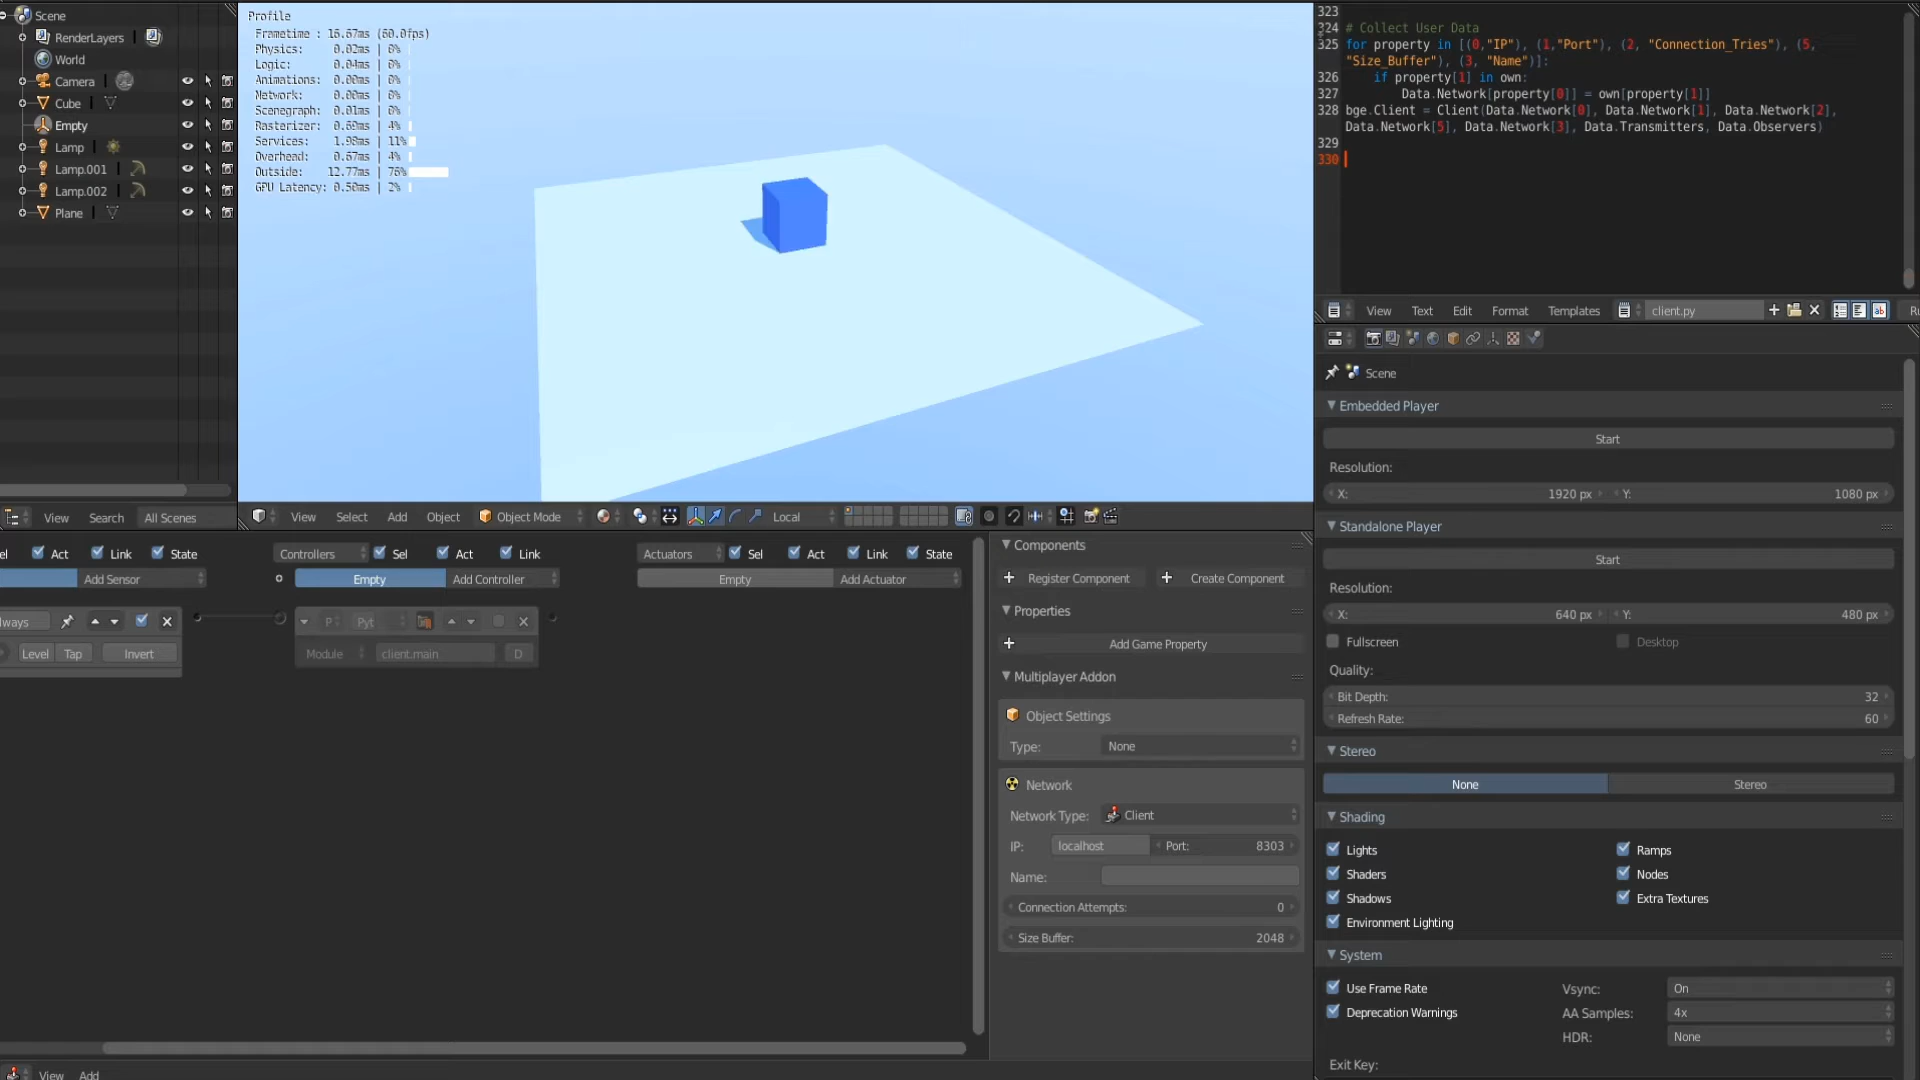 Scene
RenderLayers
World
Camera
Cube
Empty
Lamp
Lamp.001
Lamp.002
Plane
View Search All Scenes
Profile
Frametime : 16.67ms (60.0fps)
Physics: 0.02ms | 0%
Logic: 0.04ms | 0%
Animations: 0.00ms | 0%
Network: 0.00ms | 0%
Scenegraph: 0.01ms | 0%
Rasterizer: 0.69ms | 4%
Services: 1.98ms | 11%
Overhead: 0.67ms | 4%
Outside: 12.77ms | 76%
GPU Latency: 0.50ms | 2%
View Select Add Object Object Mode Local
323
324 # Collect User Data
325 for property in [(0,"IP"), (1,"Port"), (2, "Connection_Tries"), (5,
"Size_Buffer"), (3, "Name")]:
326 if property[1] in own:
327 Data.Network[property[0]] = own[property[1]]
328 bge.Client = Client(Data.Network[0], Data.Network[1], Data.Network[2],
Data.Network[5], Data.Network[3], Data.Transmitters, Data.Observers)
329
330
View Text Edit Format Templates client.py Ru
Scene
Embedded Player
Start
Resolution:
X: 1920 px Y: 1080 px
Standalone Player
Start
Resolution:
X: 640 px Y: 480 px
Fullscreen Desktop
Quality:
Bit Depth: 32
Refresh Rate: 60
Stereo
None Stereo
Shading
Lights Ramps
Shaders Nodes
Shadows Extra Textures
Environment Lighting
System
Use Frame Rate Vsync: On
Deprecation Warnings AA Samples: 4x
HDR: None
Exit Key:
el Act Link State Controllers Sel Act Link Actuators Sel Act Link State
Add Sensor Empty Add Controller Empty Add Actuator
lways P Pyt
Level Tap Invert Module client.main D
Components
Register Component Create Component
Properties
Add Game Property
Multiplayer Addon
Object Settings
Type: None
Network
Network Type: Client
IP: localhost Port: 8303
Name:
Connection Attempts: 0
Size Buffer: 2048
View Add